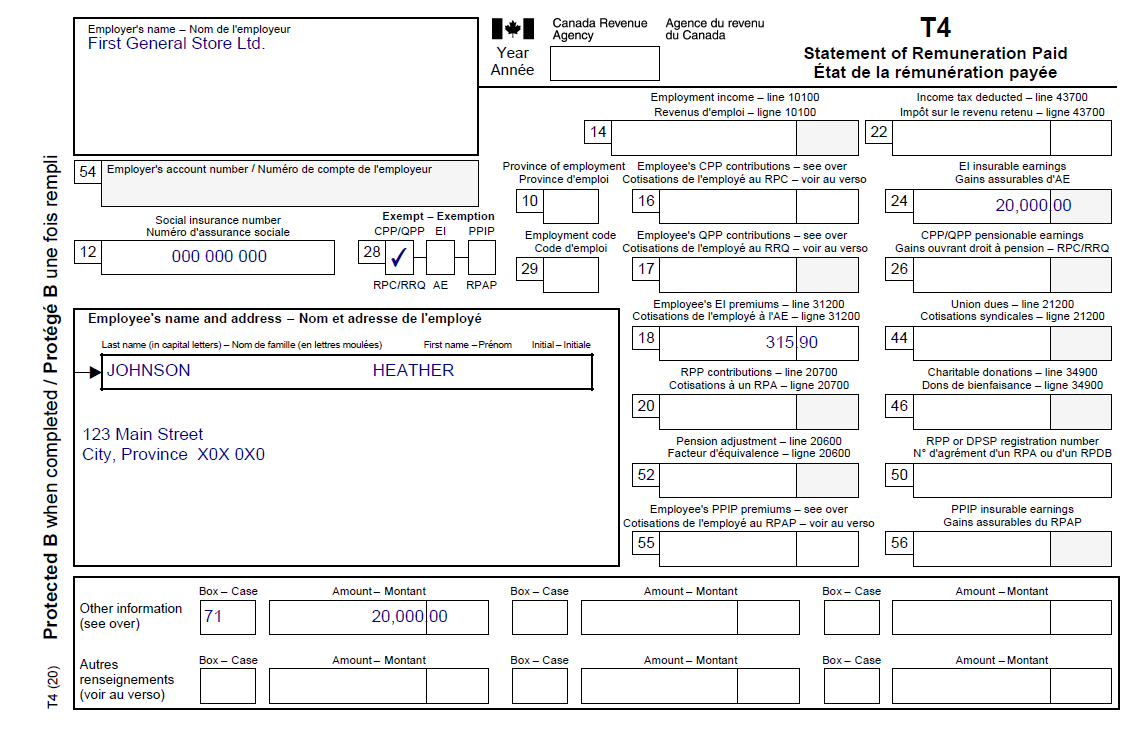 Employer's name – Nom de l'employeur
First General Store Ltd.
Canada Revenue Agency
Agence du revenu du Canada
Year
Année
T4
Statement of Remuneration Paid
État de la rémunération payée
Employment income – line 10100
Revenus d'emploi – ligne 10100
14
Income tax deducted – line 43700
Impôt sur le revenu retenu – ligne 43700
22
54
Employer's account number / Numéro de compte de l'employeur
Province of employment
Province d'emploi
10
Employee's CPP contributions – see over
Cotisations de l'employé au RPC – voir au verso
16
EI insurable earnings
Gains assurables d'AE
24
20,000 00
Social insurance number
Numéro d'assurance sociale
12
000 000 000
Exempt – Exemption
CPP/QPP EI PPIP
28 ✓
RPC/RRQ AE RPAP
Employment code
Code d'emploi
29
Employee's QPP contributions – see over
Cotisations de l'employé au RRQ – voir au verso
17
CPP/QPP pensionable earnings
Gains ouvrant droit à pension – RPC/RRQ
26
Employee's name and address – Nom et adresse de l'employé
Last name (in capital letters) – Nom de famille (en lettres moulées) First name – Prénom Initial – Initiale
JOHNSON HEATHER
123 Main Street
City, Province X0X 0X0
Employee's EI premiums – line 31200
Cotisations de l'employé à l'AE – ligne 31200
18
315 90
Union dues – line 21200
Cotisations syndicales – ligne 21200
44
RPP contributions – line 20700
Cotisations à un RPA – ligne 20700
20
Charitable donations – line 34900
Dons de bienfaisance – ligne 34900
46
Pension adjustment – line 20600
Facteur d'équivalence – ligne 20600
52
RPP or DPSP registration number
N° d'agrément d'un RPA ou d'un RPDB
50
Employee's PPIP premiums – see over
Cotisations de l'employé au RPAP – voir au verso
55
PPIP insurable earnings
Gains assurables du RPAP
56
Other information
(see over)
Box – Case Amount – Montant Box – Case Amount – Montant Box – Case Amount – Montant
71 20,000 00
Autres
renseignements
(voir au verso)
Box – Case Amount – Montant Box – Case Amount – Montant Box – Case Amount – Montant
Protected B when completed / Protégé B une fois rempli
T4 (20)